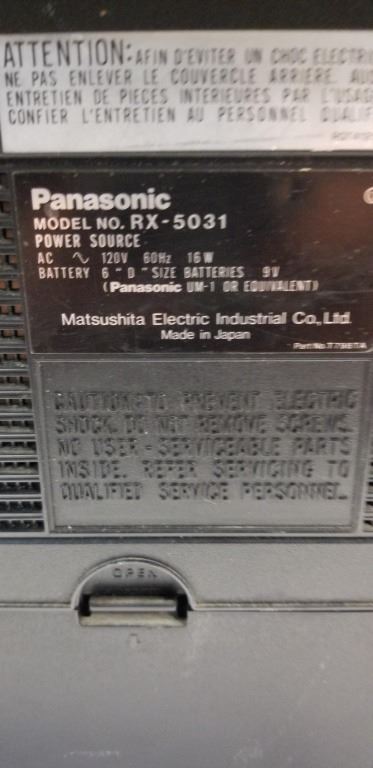 ATTENTION: AFIN D'EVITER UN CHOC ELECTRI
NE PAS ENLEVER LE COUVERCLE ARRIERE. AU
ENTRETIEN DE PIECES INTERIEURES PAR L'USAG
CONFIER L'ENTRETIEN AU PERSONNEL QUALIF
Panasonic
MODEL NO. RX-5031
POWER SOURCE
AC ∿ 120V 60Hz 16W
BATTERY 6 "D" SIZE BATTERIES 9V
(Panasonic UM-1 OR EQUIVALENT)
Matsushita Electric Industrial Co., Ltd.
Made in Japan
Part No.
CAUTION: TO PREVENT ELECTRIC
SHOCK, DO NOT REMOVE SCREWS.
NO USER-SERVICEABLE PARTS
INSIDE. REFER SERVICING TO
QUALIFIED SERVICE PERSONNEL.
OPEN